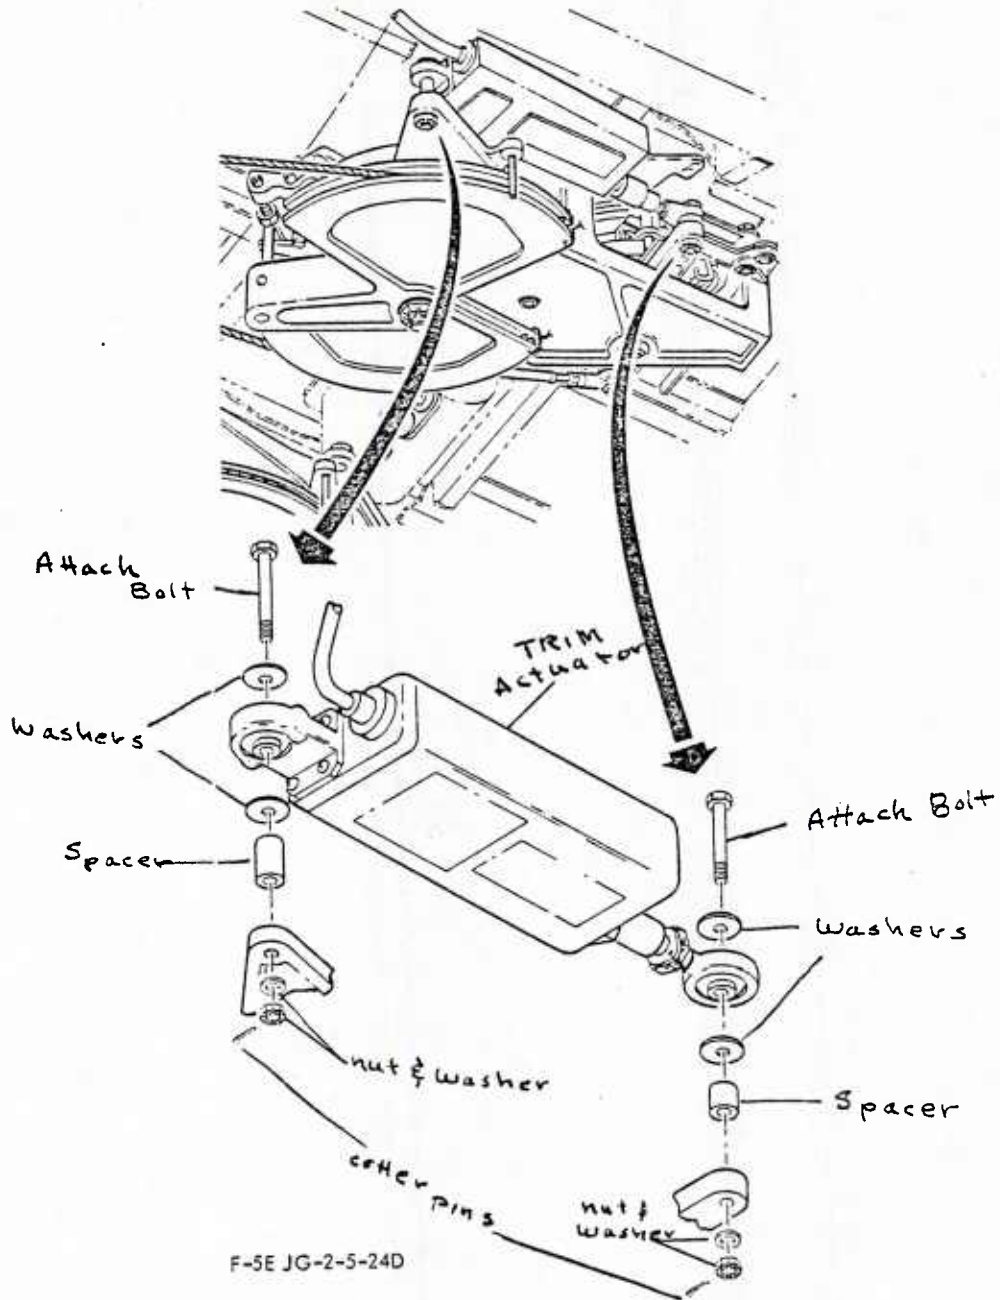 Attach
Bolt
TRIM
Actuator
Washers
Attach Bolt
Spacer
Washers
nut & washer
Spacer
cotter
pins
nut &
washer
F-5E JG-2-5-24D